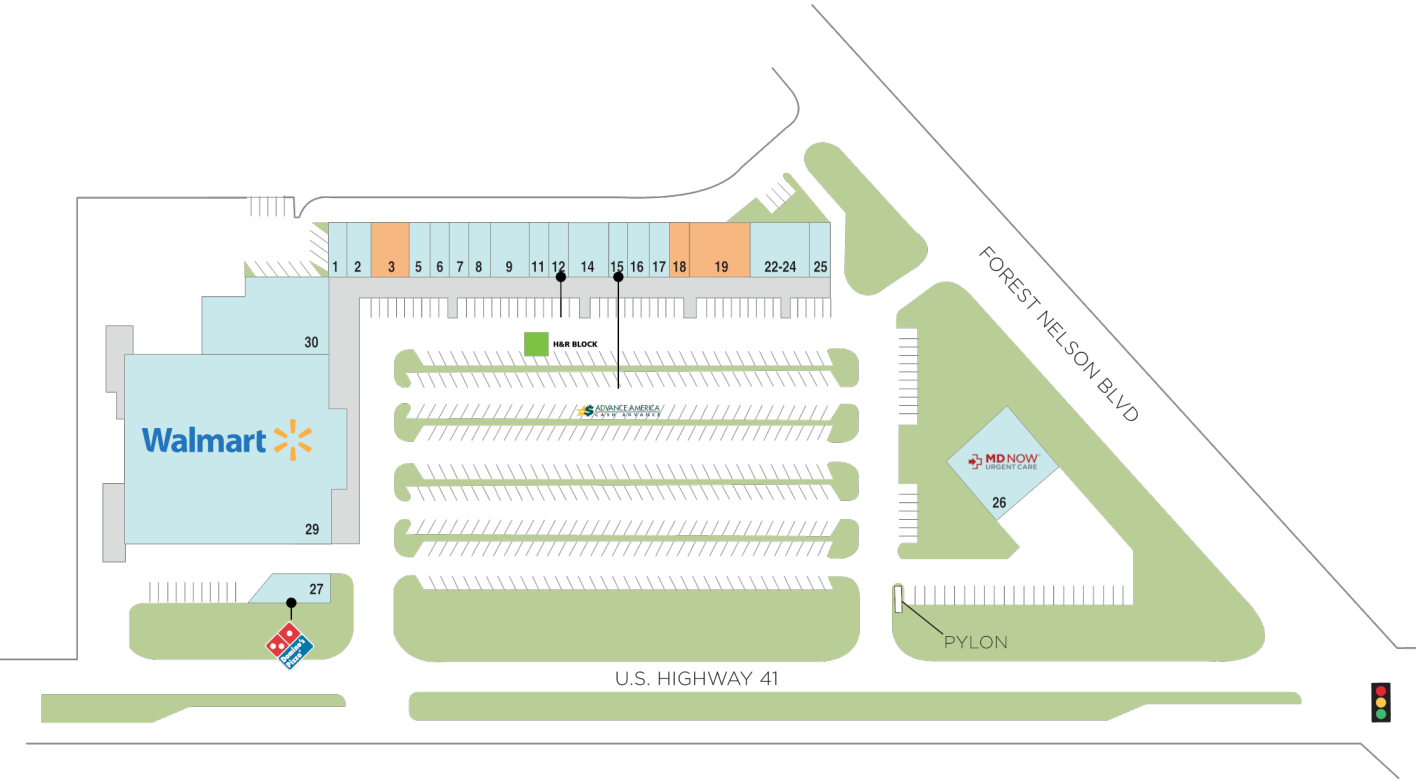 FOREST NELSON BLVD
1 2 3 5 6 7 8 9 11 12 14 15 16 17 18 19 22-24 25
30
H&R BLOCK
ADVANCE AMERICA
CASH ADVANCE
Walmart
MD NOW
URGENT CARE
26
29
27
Domino's
Pizza
PYLON
U.S. HIGHWAY 41